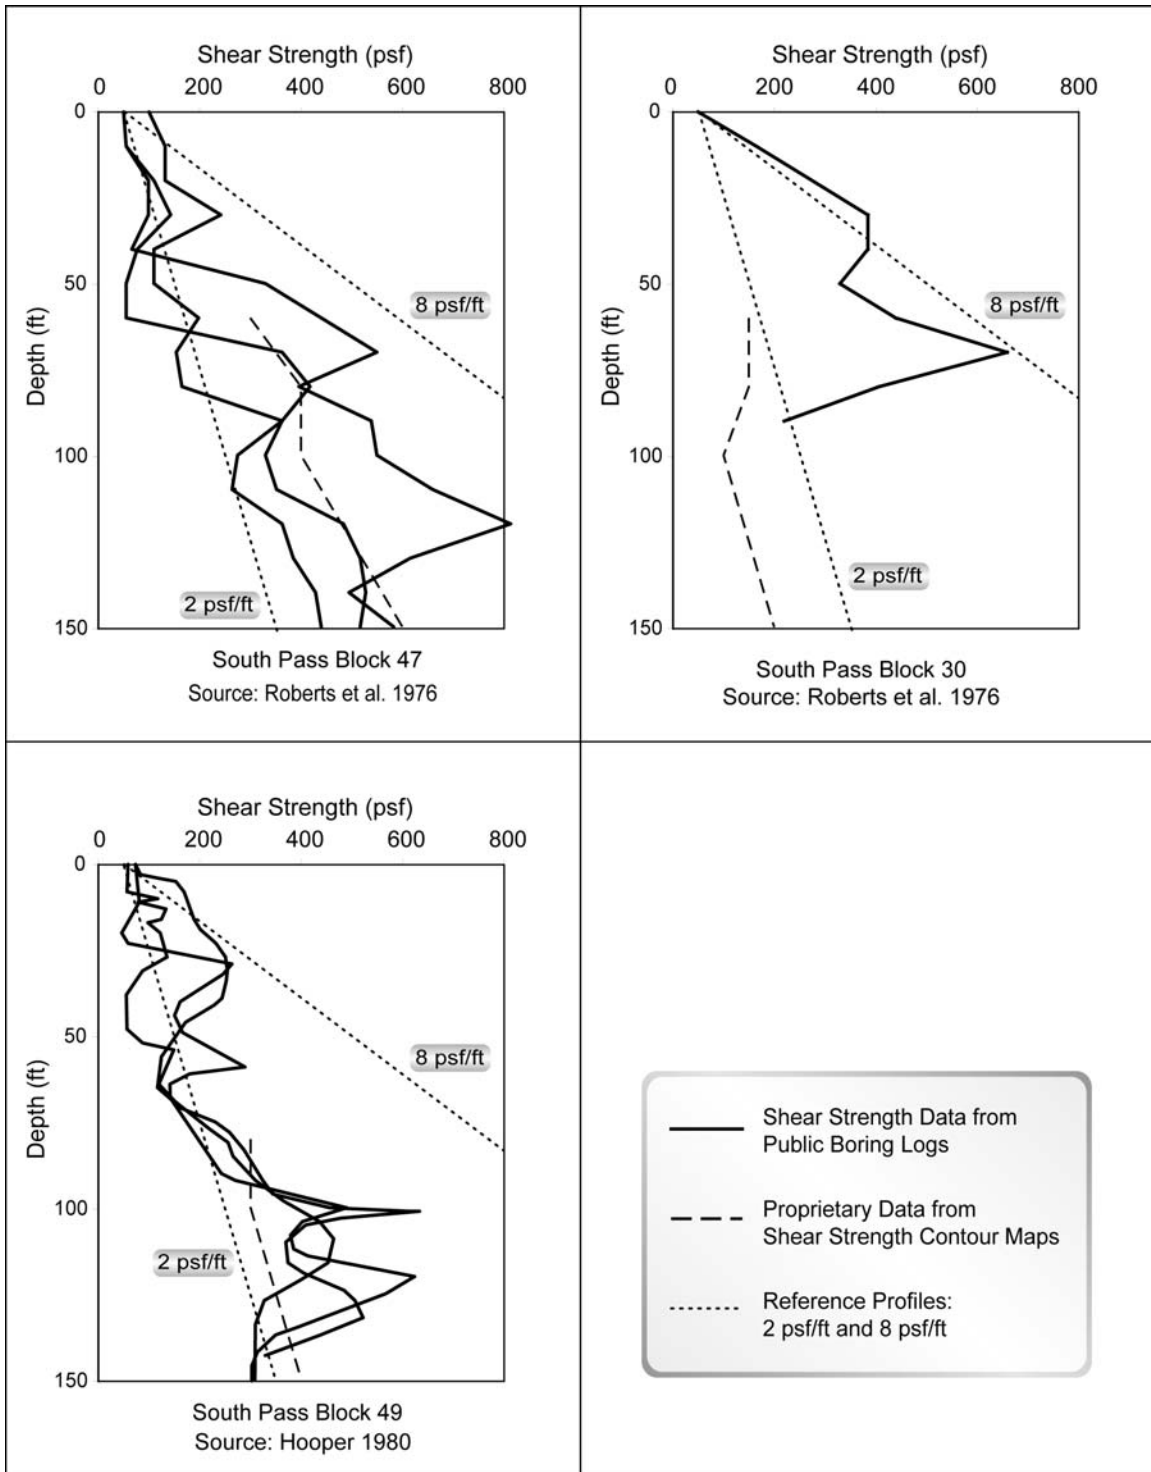 Shear Strength (psf)
0 200 400 600 800
0
50
100
150
Depth (ft)
8 psf/ft
2 psf/ft
South Pass Block 47
Source: Roberts et al. 1976
Shear Strength (psf)
0 200 400 600 800
0
50
100
150
Depth (ft)
8 psf/ft
2 psf/ft
South Pass Block 30
Source: Roberts et al. 1976
Shear Strength (psf)
0 200 400 600 800
0
50
100
150
Depth (ft)
8 psf/ft
2 psf/ft
South Pass Block 49
Source: Hooper 1980
Shear Strength Data from
Public Boring Logs
Proprietary Data from
Shear Strength Contour Maps
Reference Profiles:
2 psf/ft and 8 psf/ft